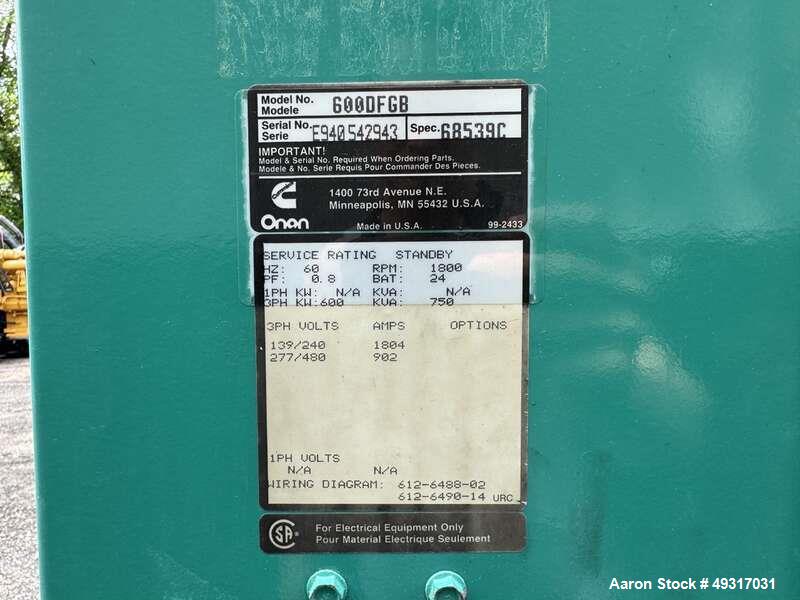 Model No. 600DFGB
Modele
Serial No. E940542943 Spec. 68539C
Serie
IMPORTANT!
Model & Serial No. Required When Ordering Parts.
Modele & No. Serie Requis Pour Commander Des Pieces.
1400 73rd Avenue N.E.
Minneapolis, MN 55432 U.S.A.
Onan Made in U.S.A. 99-2433
SERVICE RATING STANDBY
HZ: 60 RPM: 1800
PF: 0.8 BAT: 24
1PH KW: N/A KVA: N/A
3PH KW:600 KVA: 750
3PH VOLTS AMPS OPTIONS
139/240 1804
277/480 902
1PH VOLTS
N/A N/A
WIRING DIAGRAM: 612-6488-02
612-6490-14 URC
CSA®
For Electrical Equipment Only
Pour Material Electrique Seulement
Aaron Stock # 49317031